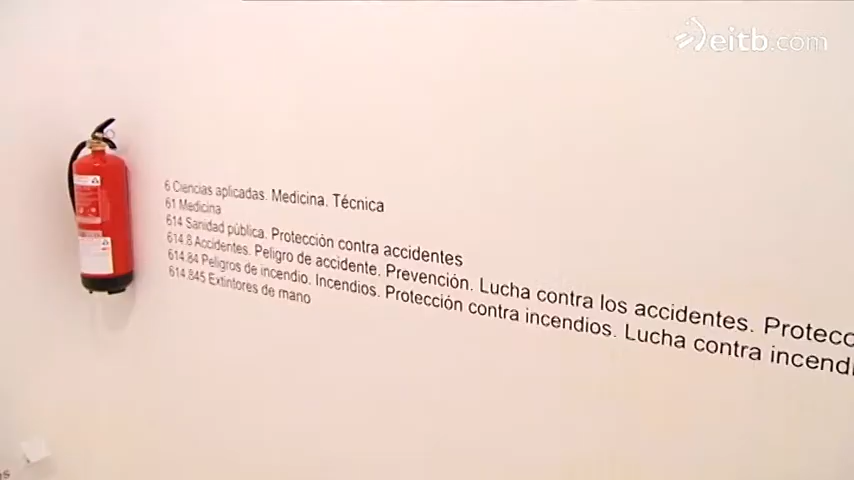 eitb.com
6 Ciencias aplicadas. Medicina. Técnica
61 Medicina
614 Sanidad pública. Protección contra accidentes
614.8 Accidentes. Peligro de accidente. Prevención. Lucha contra los accidentes. Protecc
614.84 Peligros de incendio. Incendios. Protección contra incendios. Lucha contra incendi
614.845 Extintores de mano